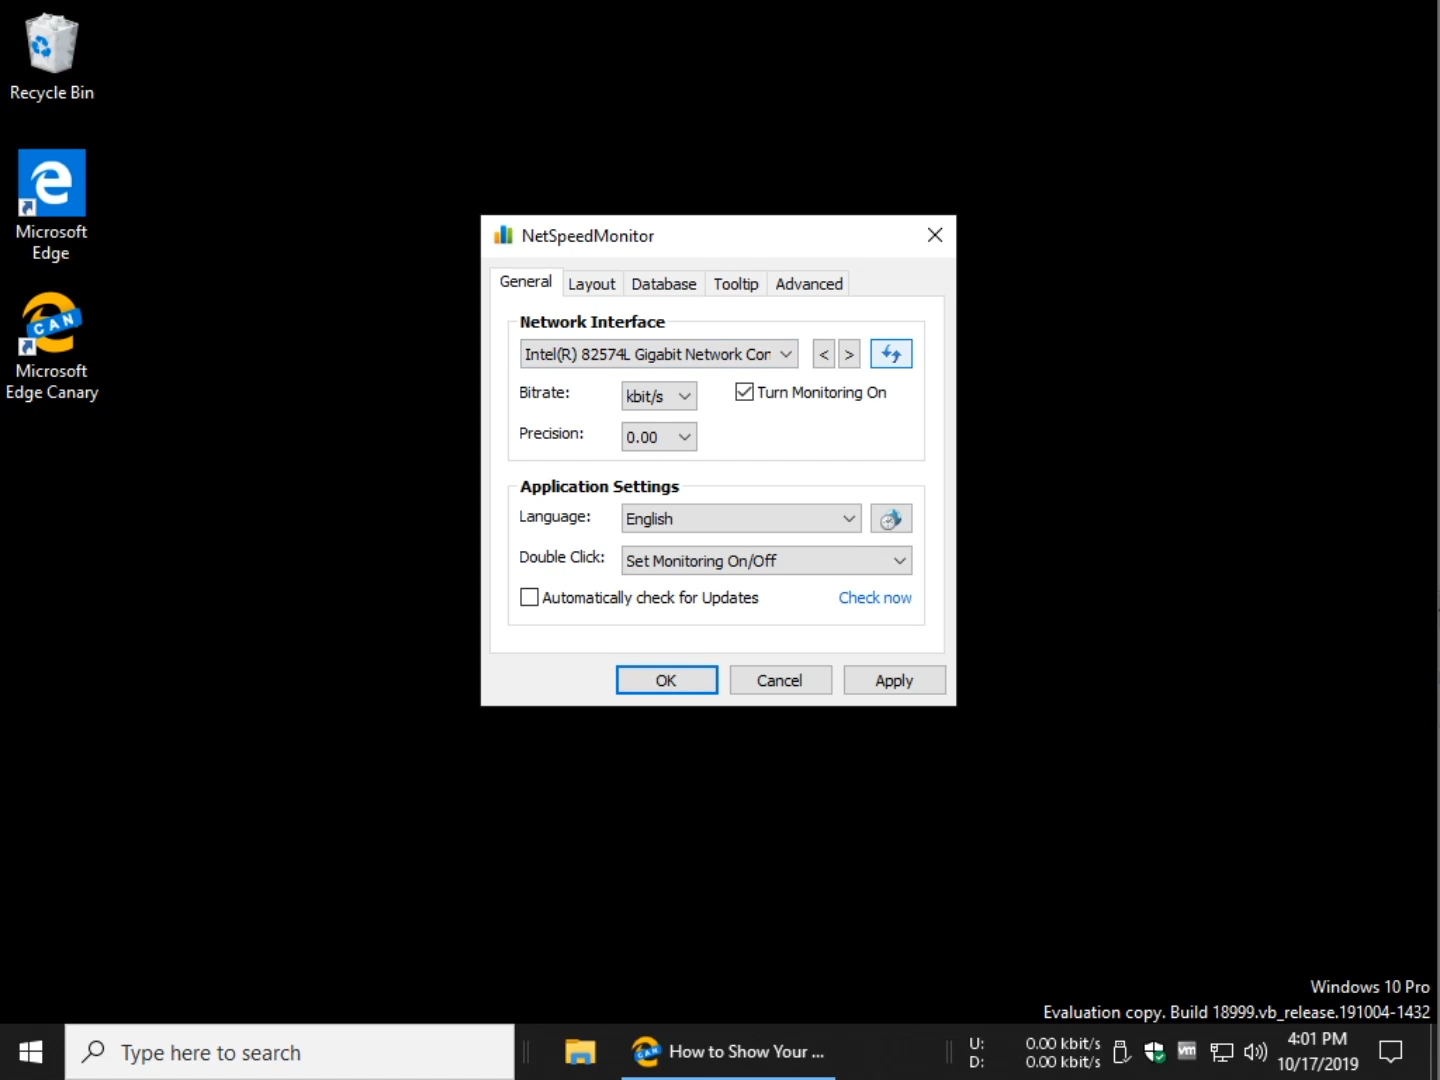 Recycle Bin
Microsoft
Edge
CAN
Microsoft
Edge Canary
NetSpeedMonitor
General Layout Database Tooltip Advanced
Network Interface
Intel(R) 82574L Gigabit Network Con < >
Bitrate: kbit/s Turn Monitoring On
Precision: 0.00
Application Settings
Language: English
Double Click: Set Monitoring On/Off
Automatically check for Updates Check now
OK Cancel Apply
Windows 10 Pro
Evaluation copy. Build 18999.vb_release.191004-1432
Type here to search
CAN
How to Show Your ...
U: 0.00 kbit/s
D: 0.00 kbit/s
vm
4:01 PM
10/17/2019